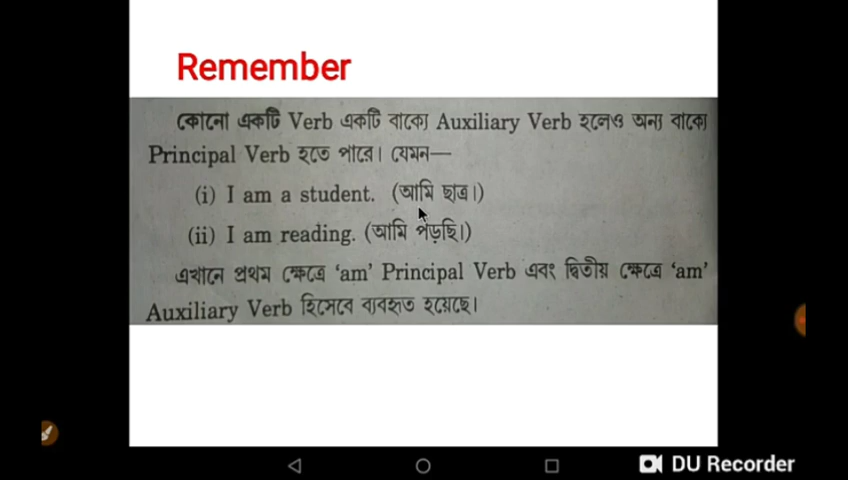 Remember
কোনো একটি Verb একটি বাক্যে Auxiliary Verb হলেও অন্য বাক্যে
Principal Verb হতে পারে। যেমন—
(i) I am a student. (আমি ছাত্র।)
(ii) I am reading. (আমি পড়ছি।)
এখানে প্রথম ক্ষেত্রে ‘am’ Principal Verb এবং দ্বিতীয় ক্ষেত্রে ‘am’
Auxiliary Verb হিসেবে ব্যবহৃত হয়েছে।
DU Recorder